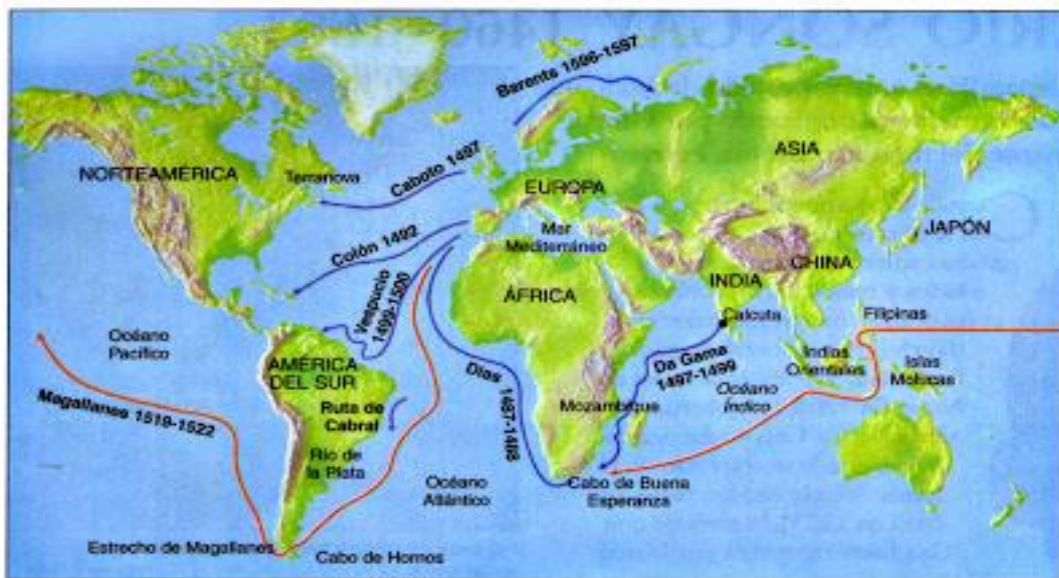 Barents 1596-1597
NORTEAMÉRICA
Terranova
Caboto 1497
EUROPA
ASIA
Colón 1492
Mar
Mediterráneo
JAPÓN
CHINA
INDIA
ÁFRICA
Vespucio
1499-1500
Calcuta
Filipinas
Océano
Pacífico
AMÉRICA
DEL SUR
Da Gama
1497-1499
Indias
Orientales
Islas
Molucas
Magallanes 1519-1522
Ruta de
Cabral
Dias 1487-1488
Mozambique
Océano
Índico
Río de
la Plata
Océano
Atlántico
Cabo de Buena
Esperanza
Estrecho de Magallanes
Cabo de Hornos